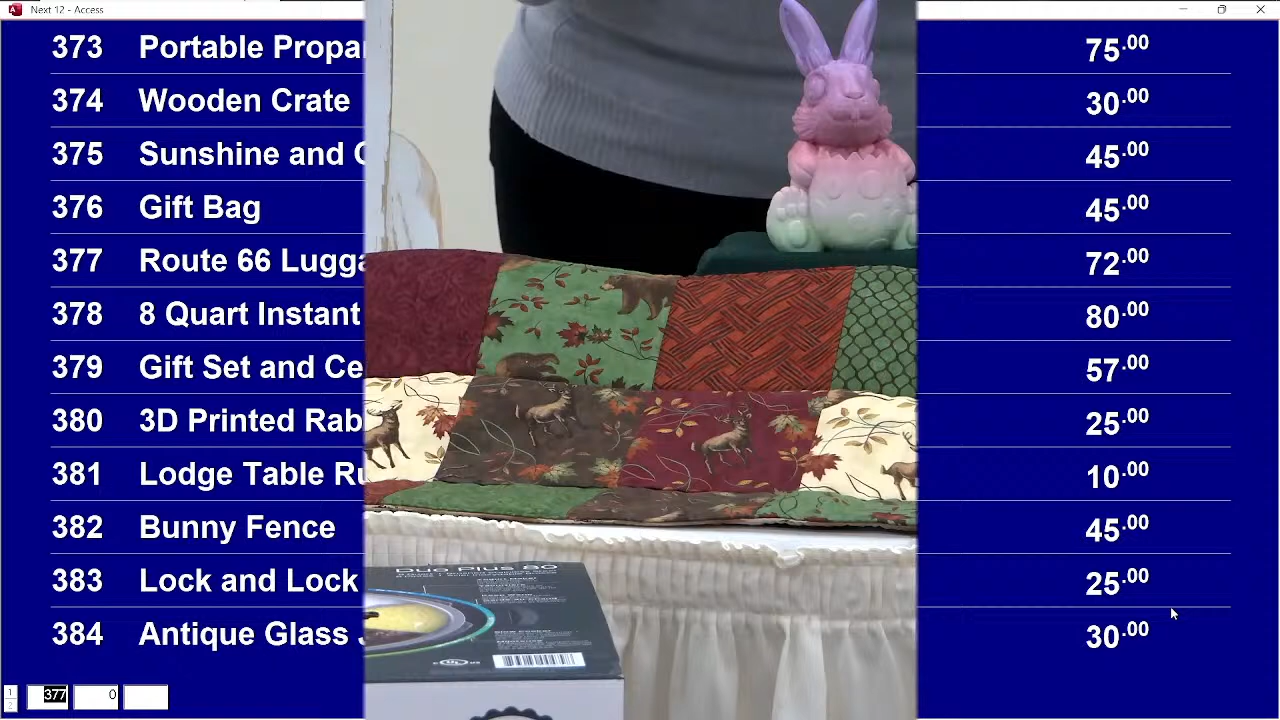 Next 12 - Access
373 Portable Propa 75.00
374 Wooden Crate 30.00
375 Sunshine and 45.00
376 Gift Bag 45.00
377 Route 66 Lugga 72.00
378 8 Quart Instant 80.00
379 Gift Set and Ce 57.00
380 3D Printed Rab 25.00
381 Lodge Table Ru 10.00
382 Bunny Fence 45.00
383 Lock and Lock 25.00
384 Antique Glass 30.00
Duo Plus 80
1
2
377
0